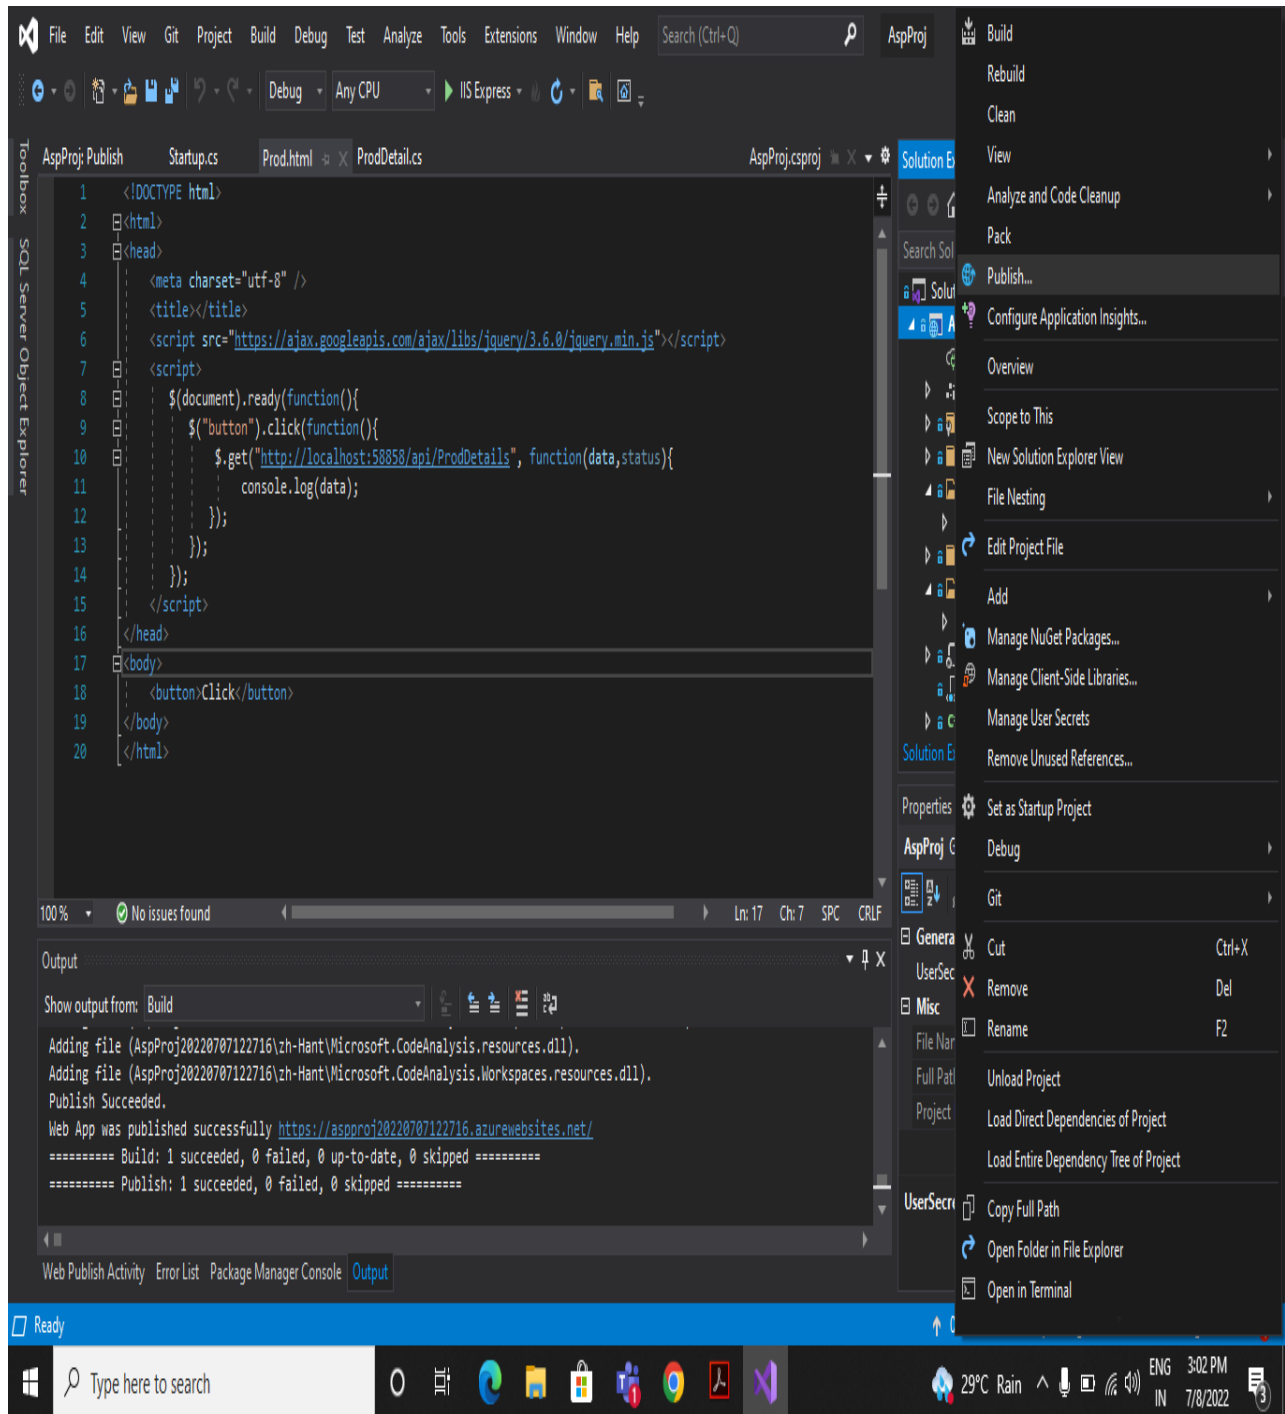 File Edit View Git Project Build Debug Test Analyze Tools Extensions Window Help Search (Ctrl+Q) AspProj
Debug Any CPU IIS Express
Toolbox
SQL Server Object Explorer
AspProj: Publish Startup.cs Prod.html ProdDetail.cs AspProj.csproj
1 <!DOCTYPE html>
2 <html>
3 <head>
4 <meta charset="utf-8" />
5 <title></title>
6 <script src="https://ajax.googleapis.com/ajax/libs/jquery/3.6.0/jquery.min.js"></script>
7 <script>
8 $(document).ready(function(){
9 $("button").click(function(){
10 $.get("http://localhost:58858/api/ProdDetails", function(data,status){
11 console.log(data);
12 });
13 });
14 });
15 </script>
16 </head>
17 <body>
18 <button>Click</button>
19 </body>
20 </html>
100 % No issues found Ln: 17 Ch: 7 SPC CRLF
Output
Show output from: Build
Adding file (AspProj20220707122716\zh-Hant\Microsoft.CodeAnalysis.resources.dll).
Adding file (AspProj20220707122716\zh-Hant\Microsoft.CodeAnalysis.Workspaces.resources.dll).
Publish Succeeded.
Web App was published successfully https://aspproj20220707122716.azurewebsites.net/
========== Build: 1 succeeded, 0 failed, 0 up-to-date, 0 skipped ==========
========== Publish: 1 succeeded, 0 failed, 0 skipped ==========
Web Publish Activity Error List Package Manager Console Output
Solution Ex
Search Sol
Solut
A
Solution Ex
Properties
AspProj
Genera
UserSec
Misc
File Nar
Full Patl
Project
UserSecre
Build
Rebuild
Clean
View
Analyze and Code Cleanup
Pack
Publish...
Configure Application Insights...
Overview
Scope to This
New Solution Explorer View
File Nesting
Edit Project File
Add
Manage NuGet Packages...
Manage Client-Side Libraries...
Manage User Secrets
Remove Unused References...
Set as Startup Project
Debug
Git
Cut Ctrl+X
Remove Del
Rename F2
Unload Project
Load Direct Dependencies of Project
Load Entire Dependency Tree of Project
Copy Full Path
Open Folder in File Explorer
Open in Terminal
Ready
Type here to search
29°C Rain
ENG
IN
3:02 PM
7/8/2022
3